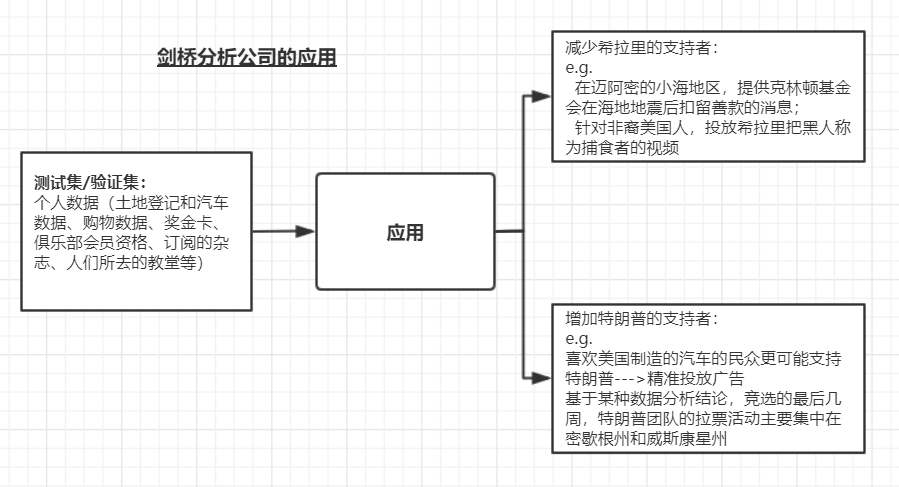 剑桥分析公司的应用
测试集/验证集：
个人数据（土地登记和汽车
数据、购物数据、奖金卡、
俱乐部会员资格、订阅的杂
志、人们所去的教堂等）
应用
减少希拉里的支持者：
e.g.
在迈阿密的小海地区，提供克林顿基金
会在海地地震后扣留善款的消息；
针对非裔美国人，投放希拉里把黑人称
为捕食者的视频
增加特朗普的支持者：
e.g.
喜欢美国制造的汽车的民众更可能支持
特朗普--->精准投放广告
基于某种数据分析结论，竞选的最后几
周，特朗普团队的拉票活动主要集中在
密歇根州和威斯康星州